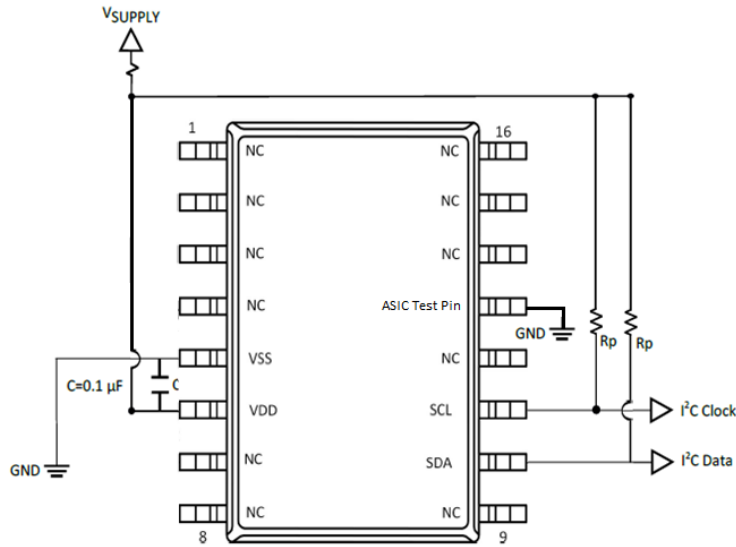 VSUPPLY
1
16
NC
NC
NC
NC
NC
NC
NC
ASIC Test Pin
GND
Rp
Rp
VSS
NC
C=0.1 µF
C
VDD
SCL
I²C Clock
GND
NC
SDA
I²C Data
NC
NC
8
9